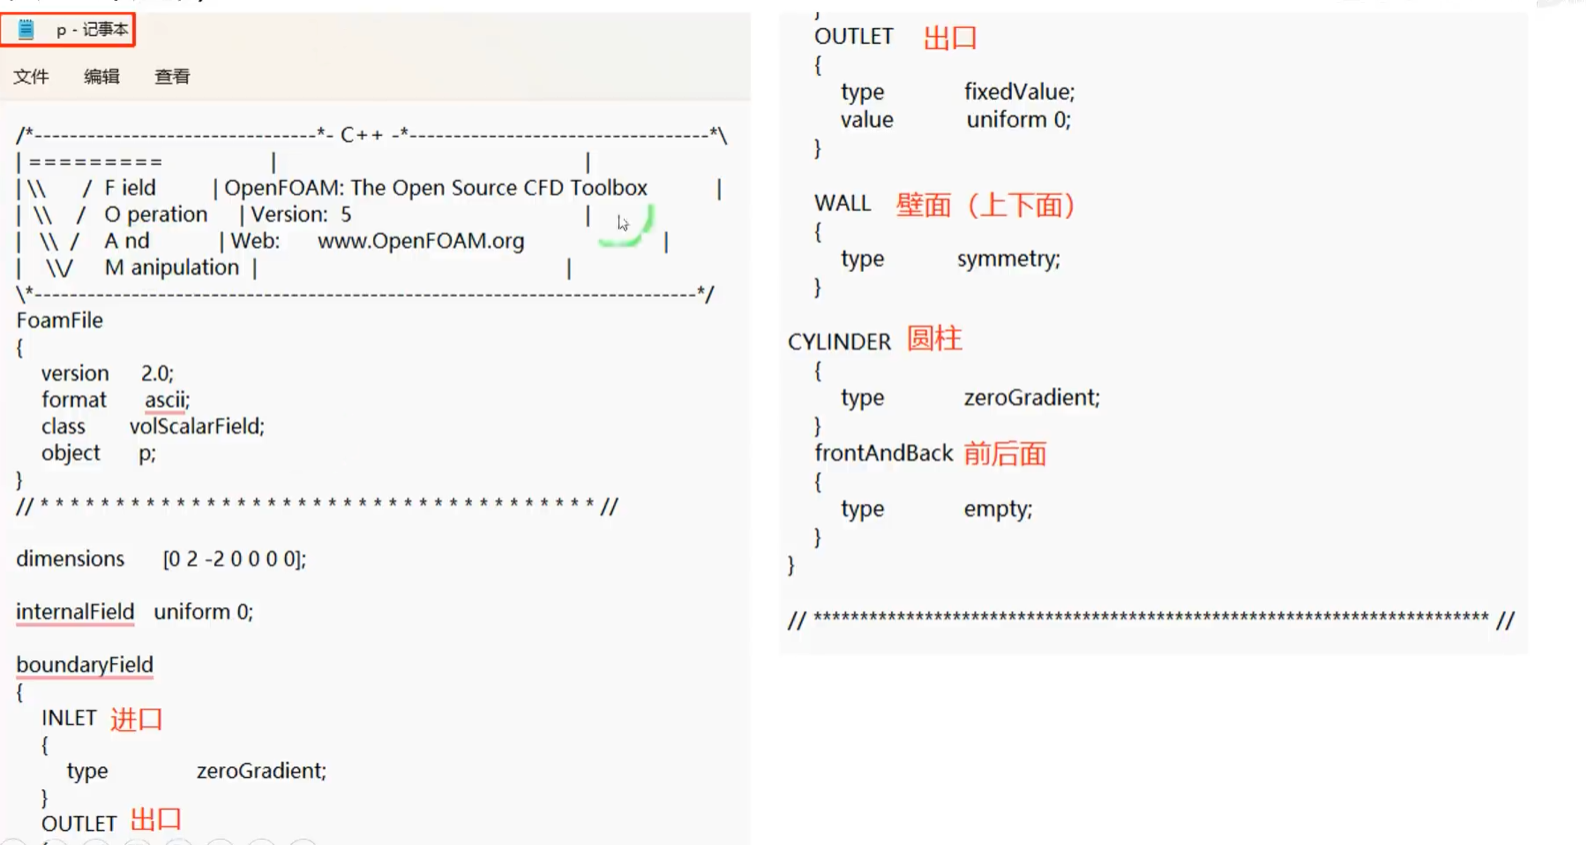 p - 记事本
文件 编辑 查看
/*--------------------------------*- C++ -*----------------------------------*\
| ========= | |
| \\ / F ield | OpenFOAM: The Open Source CFD Toolbox |
| \\ / O peration | Version: 5 |
| \\ / A nd | Web: www.OpenFOAM.org |
| \\/ M anipulation | |
\*---------------------------------------------------------------------------*/
FoamFile
{
version 2.0;
format ascii;
class volScalarField;
object p;
}
// * * * * * * * * * * * * * * * * * * * * * * * * * * * * * * * * * * * * * //
dimensions [0 2 -2 0 0 0 0];
internalField uniform 0;
boundaryField
{
INLET 进口
{
type zeroGradient;
}
OUTLET 出口
}
OUTLET 出口
{
type fixedValue;
value uniform 0;
}
WALL 壁面（上下面）
{
type symmetry;
}
CYLINDER 圆柱
{
type zeroGradient;
}
frontAndBack 前后面
{
type empty;
}
}
// ************************************************************************* //